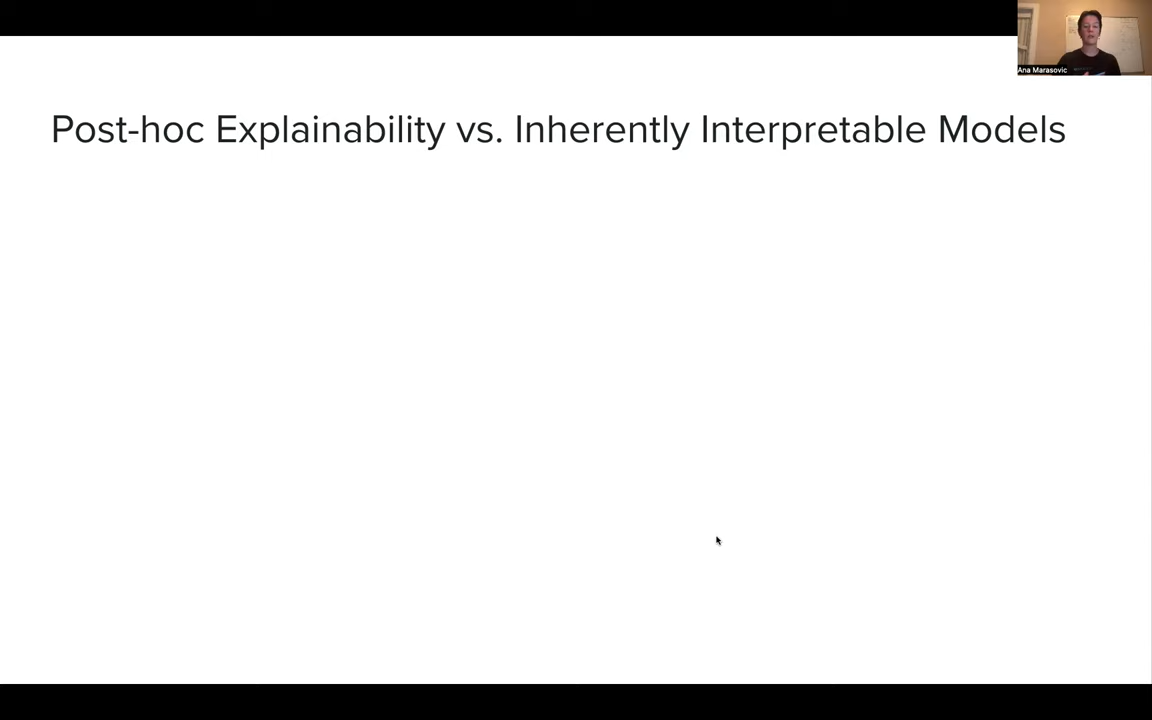 Ana Marasovic
Post-hoc Explainability vs. Inherently Interpretable Models